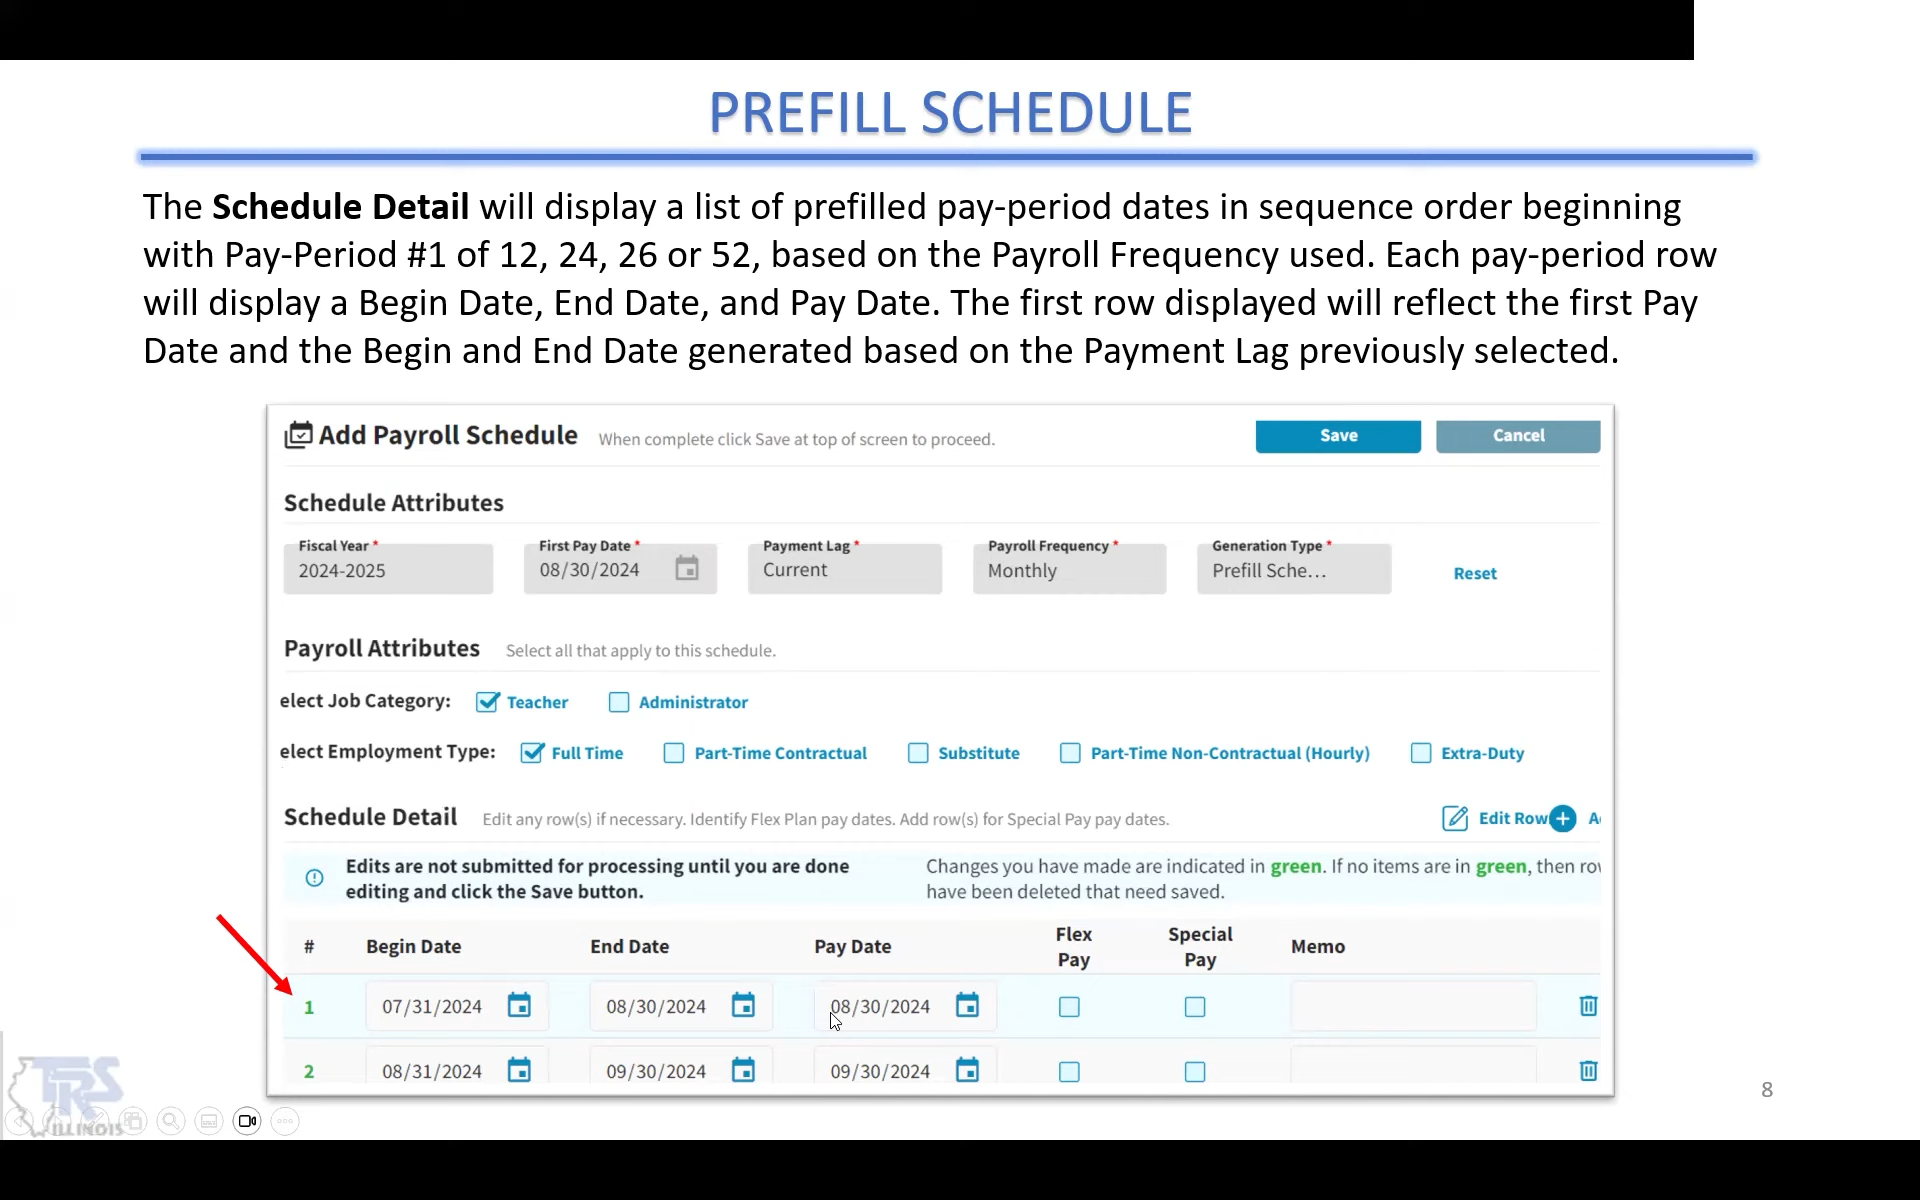 PREFILL SCHEDULE
The Schedule Detail will display a list of prefilled pay-period dates in sequence order beginning
with Pay-Period #1 of 12, 24, 26 or 52, based on the Payroll Frequency used. Each pay-period row
will display a Begin Date, End Date, and Pay Date. The first row displayed will reflect the first Pay
Date and the Begin and End Date generated based on the Payment Lag previously selected.
Add Payroll Schedule When complete click Save at top of screen to proceed. Save Cancel
Schedule Attributes
Fiscal Year * First Pay Date * Payment Lag * Payroll Frequency * Generation Type *
2024-2025 08/30/2024 Current Monthly Prefill Sche... Reset
Payroll Attributes Select all that apply to this schedule.
elect Job Category: Teacher Administrator
elect Employment Type: Full Time Part-Time Contractual Substitute Part-Time Non-Contractual (Hourly) Extra-Duty
Schedule Detail Edit any row(s) if necessary. Identify Flex Plan pay dates. Add row(s) for Special Pay pay dates. Edit Row
Edits are not submitted for processing until you are done
editing and click the Save button.
Changes you have made are indicated in green. If no items are in green, then row
have been deleted that need saved.
# Begin Date End Date Pay Date Flex Pay Special Pay Memo
1 07/31/2024 08/30/2024 08/30/2024
2 08/31/2024 09/30/2024 09/30/2024
TRS
ILLINOIS
8